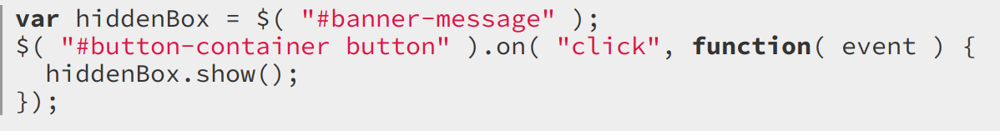 var hiddenBox = $( "#banner-message" );
$( "#button-container button" ).on( "click", function( event ) {
  hiddenBox.show();
});